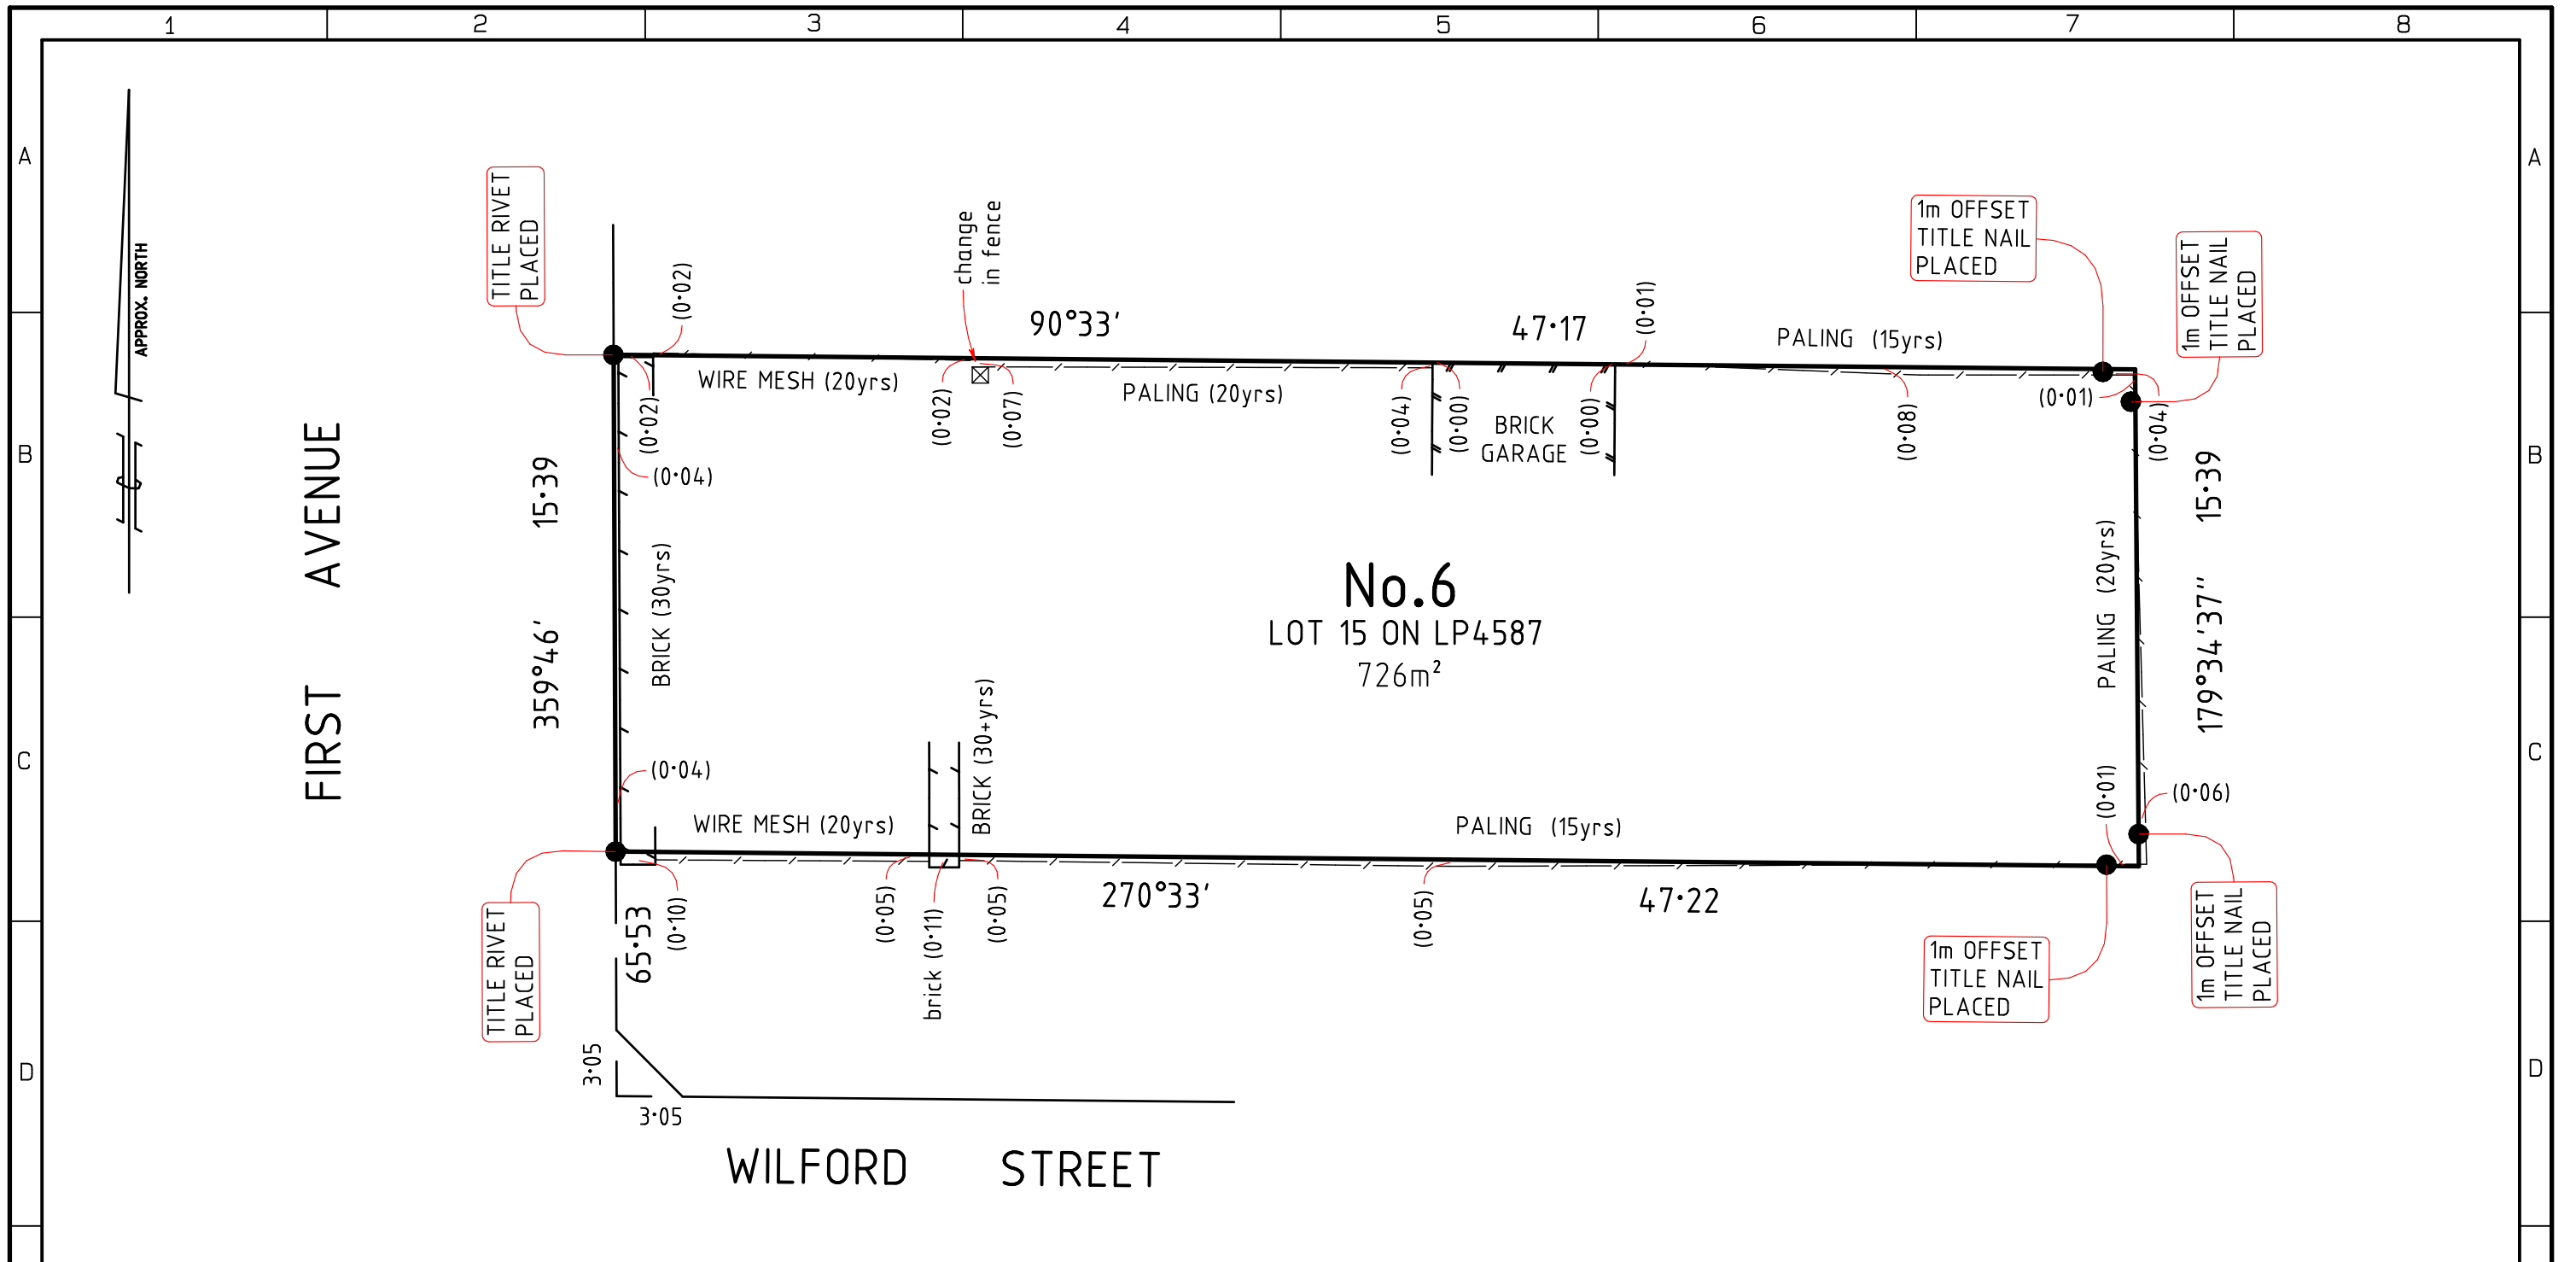 1 2 3 4 5 6 7 8
A
A
B
B
C
C
D
D
APPROX. NORTH
TITLE RIVET
PLACED
(0·02)
change
in fence
90°33'
47·17
(0·01)
PALING (15yrs)
1m OFFSET
TITLE NAIL
PLACED
1m OFFSET
TITLE NAIL
PLACED
WIRE MESH (20yrs)
(0·02)
(0·02)
(0·07)
PALING (20yrs)
(0·04)
(0·00)
BRICK
GARAGE
(0·00)
(0·08)
(0·01)
(0·04)
FIRST AVENUE
359°46' 15·39
(0·04)
BRICK (30yrs)
No.6
LOT 15 ON LP4587
726m²
PALING (20yrs)
179°34'37" 15·39
(0·04)
WIRE MESH (20yrs)
BRICK (30+yrs)
PALING (15yrs)
(0·01)
(0·06)
TITLE RIVET
PLACED
65·53
(0·10)
(0·05)
brick (0·11)
(0·05)
270°33'
(0·05)
47·22
1m OFFSET
TITLE NAIL
PLACED
1m OFFSET
TITLE NAIL
PLACED
3·05
3·05
WILFORD STREET